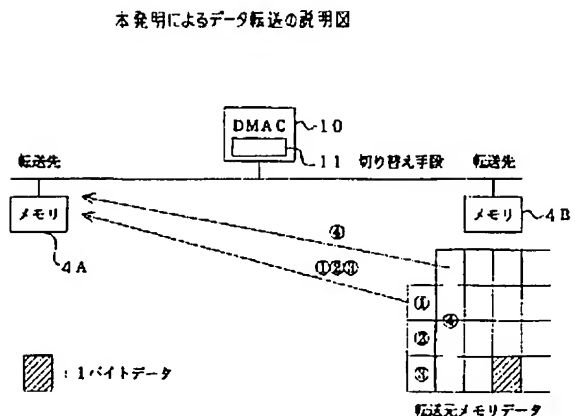 本発明によるデータ転送の説明図
DMAC
10
11
転送先
切り替え手段
転送先
メモリ
メモリ
4B
4A
④
①②③
①
④
②
③
:1バイトデータ
転送元メモリデータ